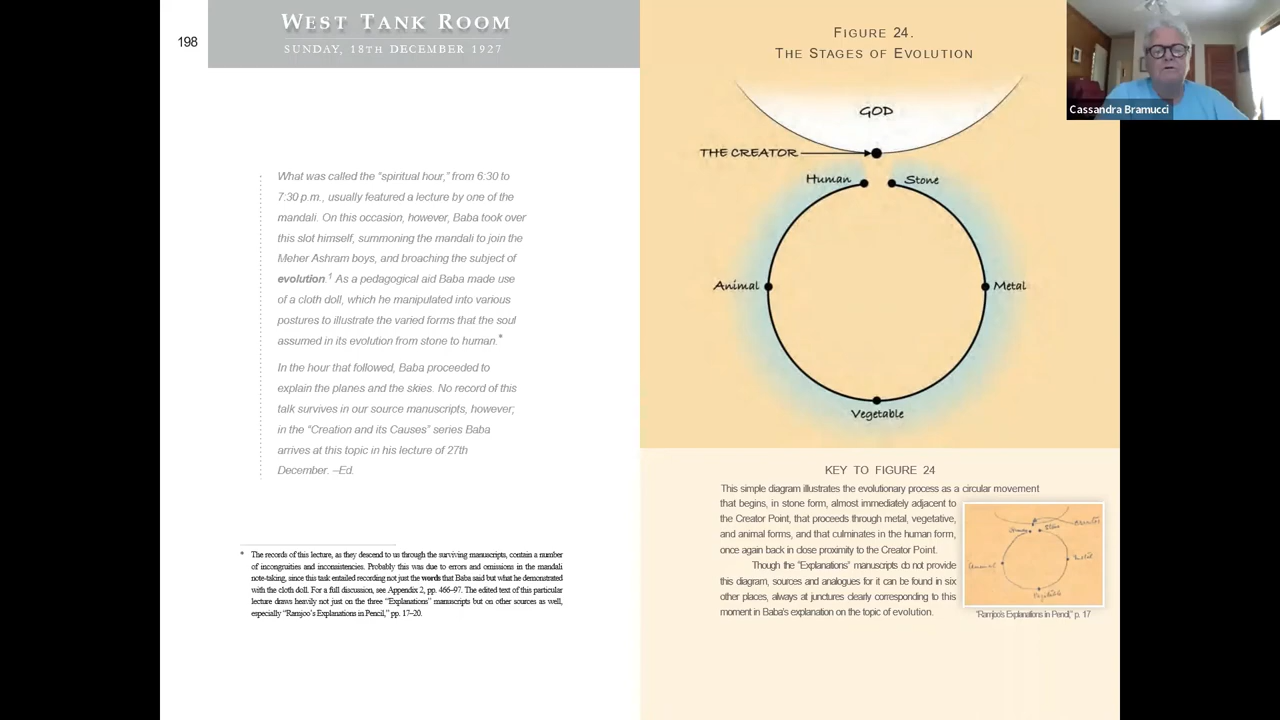 198
WEST TANK ROOM
SUNDAY, 18TH DECEMBER 1927
What was called the “spiritual hour,” from 6:30 to
7:30 p.m., usually featured a lecture by one of the
mandali. On this occasion, however, Baba took over
this slot himself, summoning the mandali to join the
Meher Ashram boys, and broaching the subject of
evolution.1 As a pedagogical aid Baba made use
of a cloth doll, which he manipulated into various
postures to illustrate the varied forms that the soul
assumed in its evolution from stone to human.*
In the hour that followed, Baba proceeded to
explain the planes and the skies. No record of this
talk survives in our source manuscripts, however;
in the “Creation and its Causes” series Baba
arrives at this topic in his lecture of 27th
December. –Ed.
* The records of this lecture, as they descend to us through the surviving manuscripts, contain a number
of incongruities and inconsistencies. Probably this was due to errors and omissions in the mandali
note-taking, since this task entailed recording not just the words that Baba said but what he demonstrated
with the cloth doll. For a full discussion, see Appendix 2, pp. 466–97. The edited text of this particular
lecture draws heavily not just on the three “Explanations” manuscripts but on other sources as well,
especially “Ramjoo's Explanations in Pencil,” pp. 17–20.
FIGURE 24.
THE STAGES OF EVOLUTION
GOD
THE CREATOR
Human
Stone
Animal
Metal
Vegetable
KEY TO FIGURE 24
This simple diagram illustrates the evolutionary process as a circular movement
that begins, in stone form, almost immediately adjacent to
the Creator Point, that proceeds through metal, vegetative,
and animal forms, and that culminates in the human form,
once again back in close proximity to the Creator Point.
Though the “Explanations” manuscripts do not provide
this diagram, sources and analogues for it can be found in six
other places, always at junctures clearly corresponding to this
moment in Baba's explanation on the topic of evolution.
Human
Stone
creator
Animal
Metal
Vegetable
“Ramjoo's Explanations in Pencil,” p. 17
Cassandra Bramucci